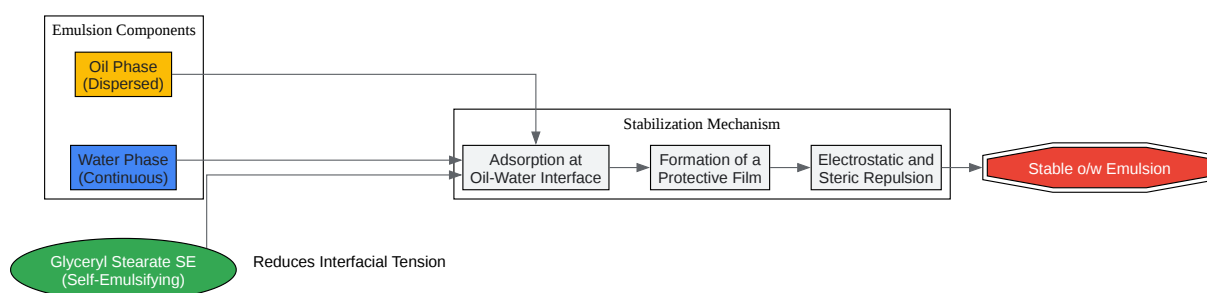 Emulsion Components
Oil Phase
(Dispersed)
Water Phase
(Continuous)
Stabilization Mechanism
Adsorption at
Oil-Water Interface
Formation of a
Protective Film
Electrostatic and
Steric Repulsion
Stable o/w Emulsion
Glyceryl Stearate SE
(Self-Emulsifying)
Reduces Interfacial Tension